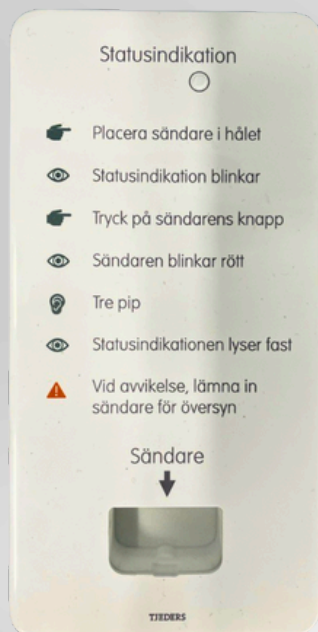 Statusindikation
Placera sändare i hålet
Statusindikation blinkar
Tryck på sändarens knapp
Sändaren blinkar rött
Tre pip
Statusindikationen lyser fast
Vid avvikelse, lämna in
sändare för översyn
Sändare
TJEDERS